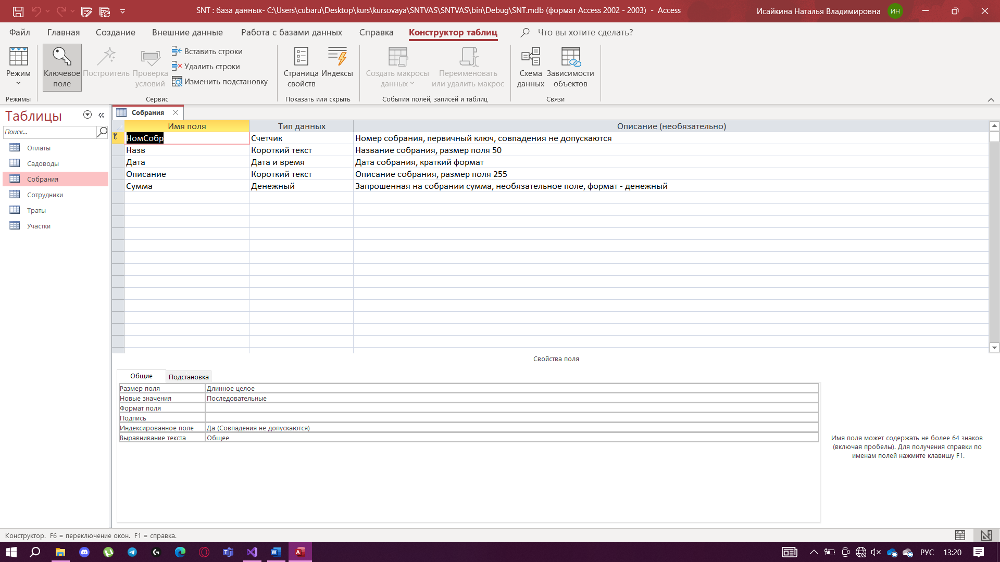 SNT : база данных- C:\Users\cubaru\Desktop\kurs\kursovaya\SNTVAS\SNTVAS\bin\Debug\SNT.mdb (формат Access 2002 - 2003) - Access
Исайкина Наталья Владимировна
ИН
Файл
Главная
Создание
Внешние данные
Работа с базами данных
Справка
Конструктор таблиц
Что вы хотите сделать?
Режим
Ключевое поле
Построитель
Проверка условий
Вставить строки
Удалить строки
Изменить подстановку
Страница свойств
Индексы
Создать макросы данных
Переименовать или удалить макрос
Схема данных
Зависимости объектов
Режимы
Сервис
Показать или скрыть
События полей, записей и таблиц
Связи
Таблицы
Поиск...
Оплаты
Садоводы
Собрания
Сотрудники
Траты
Участки
Собрания
Имя поля Тип данных Описание (необязательно)
НомСобр Счетчик Номер собрания, первичный ключ, совпадения не допускаются
Назв Короткий текст Название собрания, размер поля 50
Дата Дата и время Дата собрания, краткий формат
Описание Короткий текст Описание собрания, размер поля 255
Сумма Денежный Запрошенная на собрании сумма, необязательное поле, формат - денежный
Свойства поля
Общие Подстановка
Размер поля Длинное целое
Новые значения Последовательные
Формат поля
Подпись
Индексированное поле Да (Совпадения не допускаются)
Выравнивание текста Общее
Имя поля может содержать не более 64 знаков
(включая пробелы). Для получения справки по
именам полей нажмите клавишу F1.
Конструктор. F6 = переключение окон. F1 = справка.
РУС
13:20